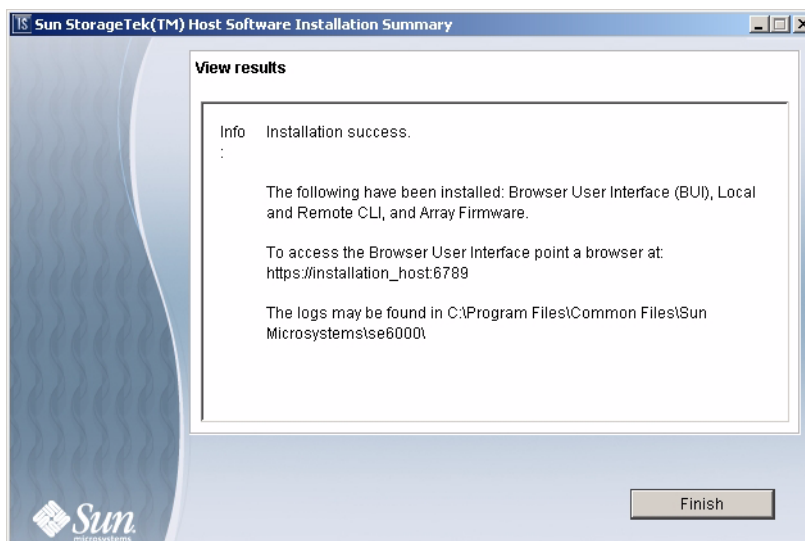 Sun StorageTek(TM) Host Software Installation Summary
View results
Info Installation success.
:
The following have been installed: Browser User Interface (BUI), Local
and Remote CLI, and Array Firmware.
To access the Browser User Interface point a browser at:
https://installation_host:6789
The logs may be found in C:\Program Files\Common Files\Sun
Microsystems\se6000\
Finish
Sun
microsystems